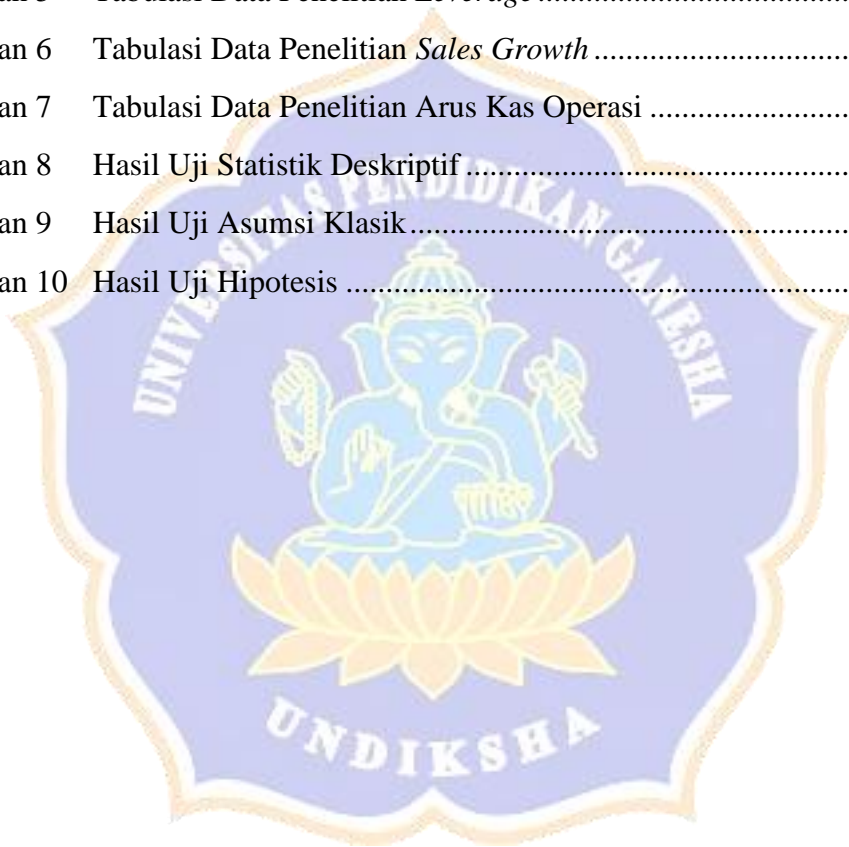 an 5 Tabulasi Data Penelitian Leverage ....................................
an 6 Tabulasi Data Penelitian Sales Growth ................................
an 7 Tabulasi Data Penelitian Arus Kas Operasi .........................
an 8 Hasil Uji Statistik Deskriptif ................................................
an 9 Hasil Uji Asumsi Klasik .......................................................
an 10 Hasil Uji Hipotesis ...............................................................
UNIVERSITAS PENDIDIKAN GANESHA
UNDIKSHA